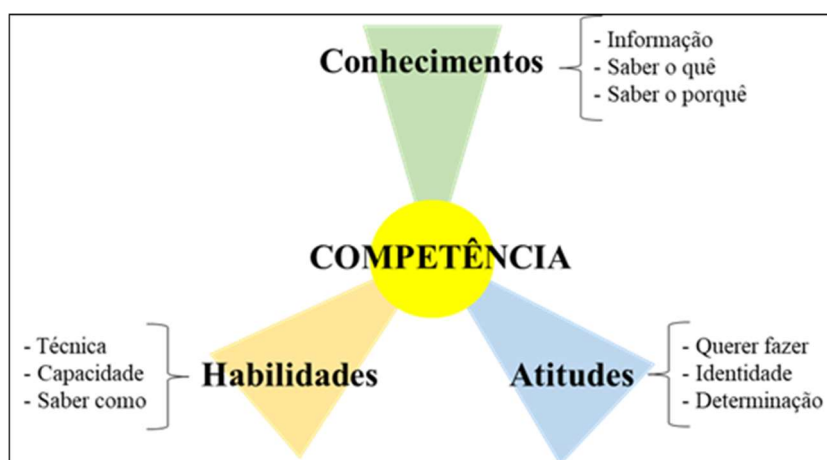 Conhecimentos
- Informação
- Saber o quê
- Saber o porquê
COMPETÊNCIA
- Técnica
- Capacidade
- Saber como
Habilidades
Atitudes
- Querer fazer
- Identidade
- Determinação